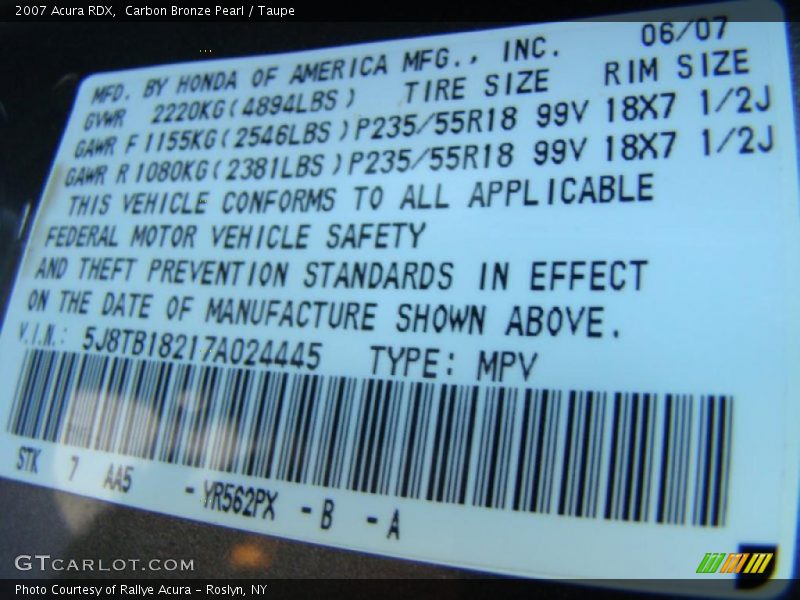 2007 Acura RDX,  Carbon Bronze Pearl / Taupe
06/07
MFD. BY HONDA OF AMERICA MFG., INC.
GVWR 2220KG(4894LBS) TIRE SIZE RIM SIZE
GAWR F1155KG(2546LBS)P235/55R18 99V 18X7 1/2J
GAWR R1080KG(2381LBS)P235/55R18 99V 18X7 1/2J
THIS VEHICLE CONFORMS TO ALL APPLICABLE
FEDERAL MOTOR VEHICLE SAFETY
AND THEFT PREVENTION STANDARDS IN EFFECT
ON THE DATE OF MANUFACTURE SHOWN ABOVE.
V.I.N.: 5J8TB18217A024445 TYPE: MPV
STK 7 AA5 -YR562PX -B -A
GTCARLOT.COM
Photo Courtesy of Rallye Acura - Roslyn, NY